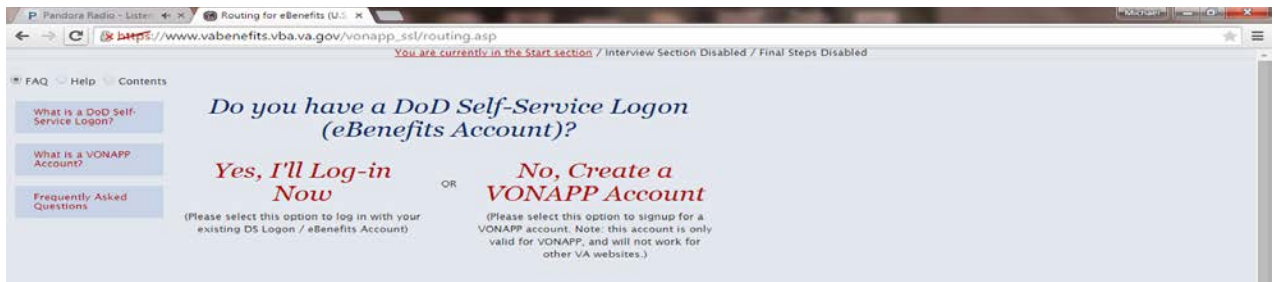 Pandora Radio - Listen
Routing for eBenefits (U.S.
Michael
https://www.vabenefits.vba.va.gov/vonapp_ssl/routing.asp
You are currently in the Start section / Interview Section Disabled / Final Steps Disabled
FAQ Help Contents
What is a DoD Self-
Service Logon?
What is a VONAPP
Account?
Frequently Asked
Questions
Do you have a DoD Self-Service Logon
(eBenefits Account)?
Yes, I'll Log-in
Now
(Please select this option to log in with your
existing DS Logon / eBenefits Account)
OR
No, Create a
VONAPP Account
(Please select this option to signup for a
VONAPP account. Note: this account is only
valid for VONAPP, and will not work for
other VA websites.)